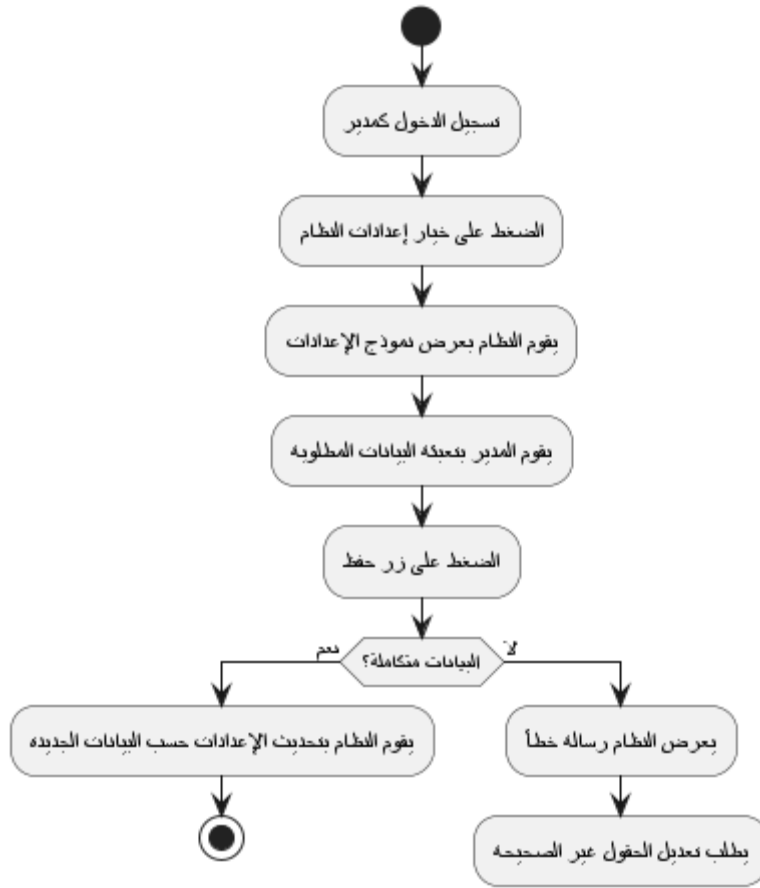 تسجيل الدخول كمدير
الضغط على خيار إعدادات النظام
يقوم النظام بعرض نموذج الإعدادات
يقوم المدير بتعبئة البيانات المطلوبة
الضغط على زر حفظ
البيانات متكاملة؟
نعم
لا
يقوم النظام بتحديث الإعدادات حسب البيانات الجديدة
يعرض النظام رسالة خطأ
يطلب تعديل الحقول غير الصحيحة